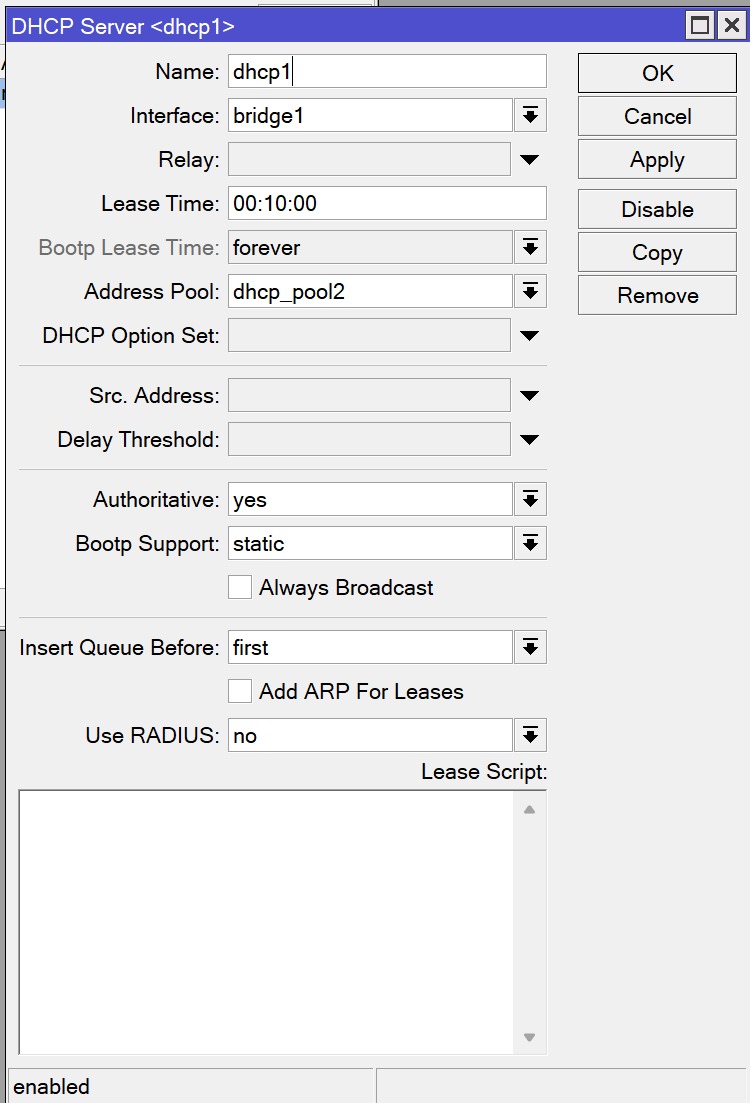 DHCP Server <dhcp1>
Name: dhcp1
OK
Interface: bridge1
Cancel
Relay:
Apply
Lease Time: 00:10:00
Disable
Bootp Lease Time: forever
Copy
Address Pool: dhcp_pool2
Remove
DHCP Option Set:
Src. Address:
Delay Threshold:
Authoritative: yes
Bootp Support: static
Always Broadcast
Insert Queue Before: first
Add ARP For Leases
Use RADIUS: no
Lease Script:
enabled